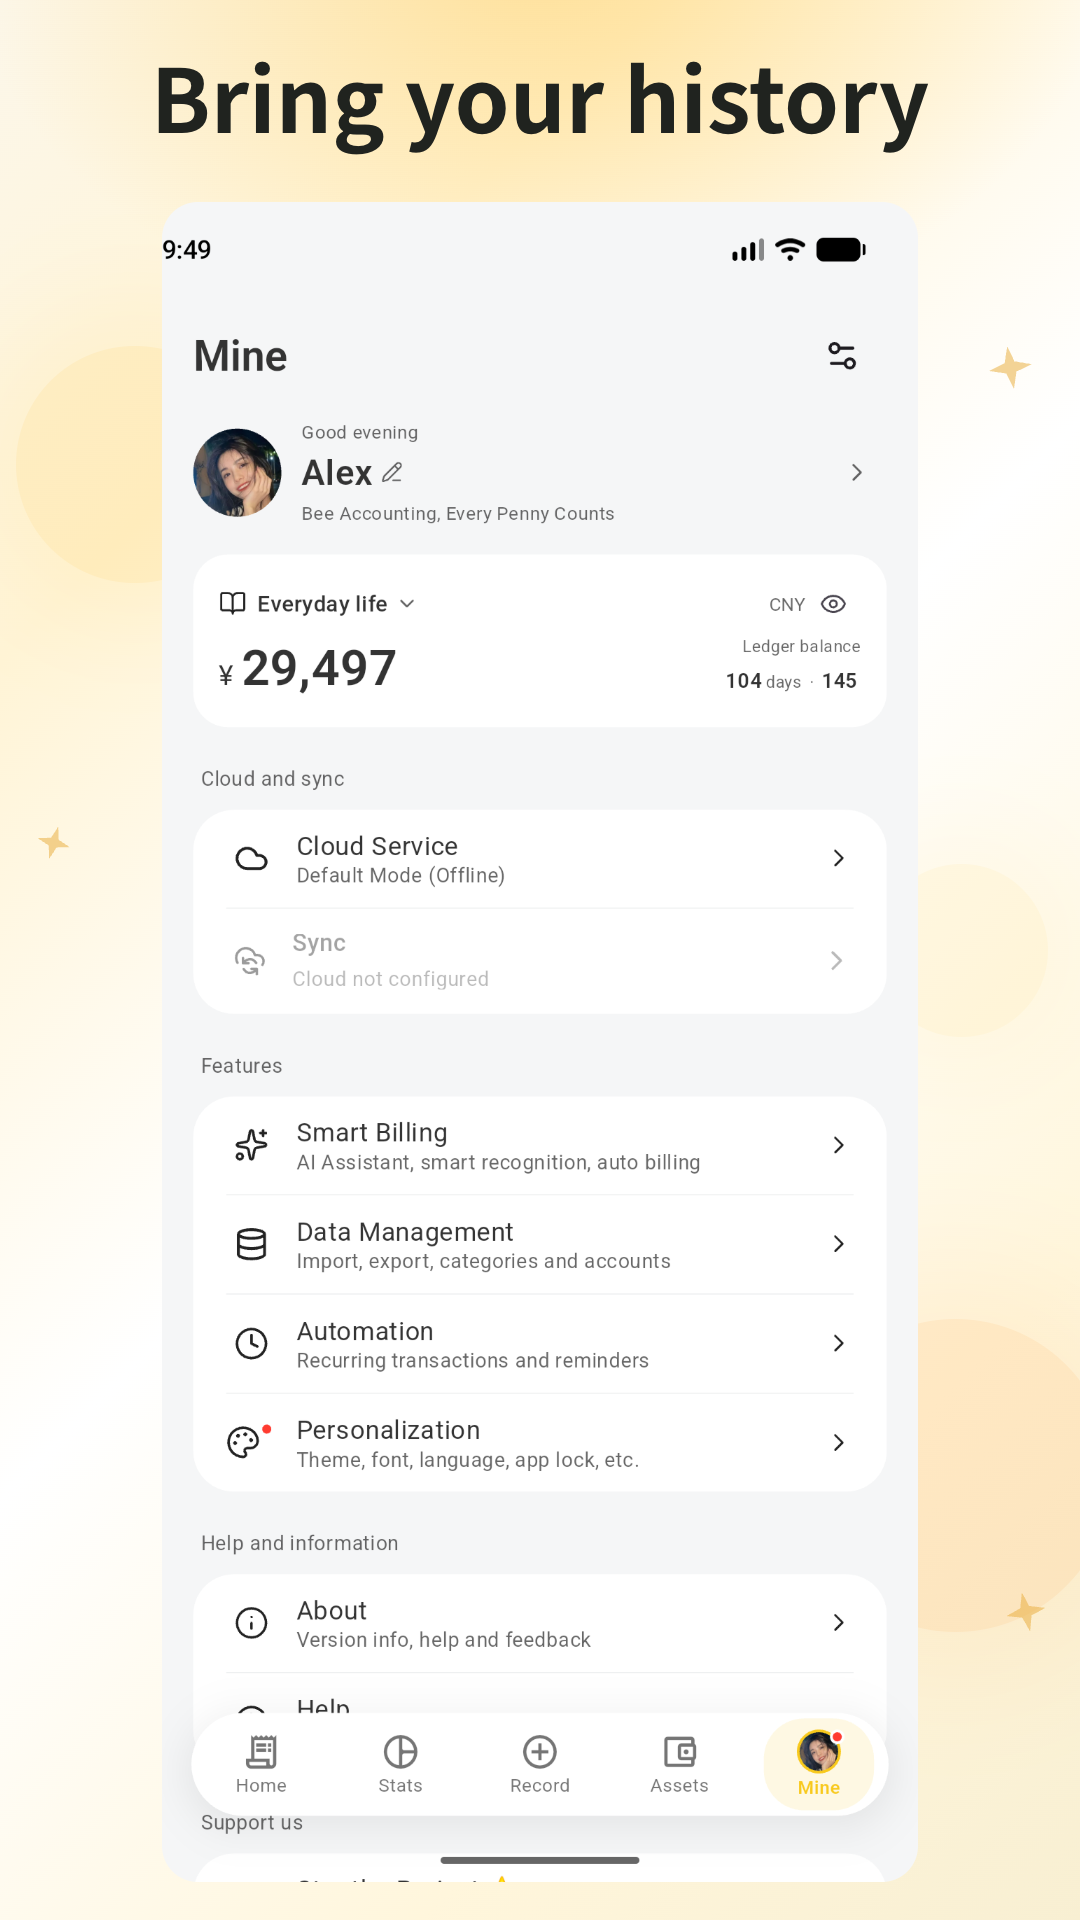 Bring your history
9:49
Mine
Good evening
Alex
Bee Accounting, Every Penny Counts
Everyday life
CNY
¥ 29,497
Ledger balance
104 days · 145
Cloud and sync
Cloud Service
Default Mode (Offline)
Sync
Cloud not configured
Features
Smart Billing
AI Assistant, smart recognition, auto billing
Data Management
Import, export, categories and accounts
Automation
Recurring transactions and reminders
Personalization
Theme, font, language, app lock, etc.
Help and information
About
Version info, help and feedback
Help
Home
Stats
Record
Assets
Mine
Support us